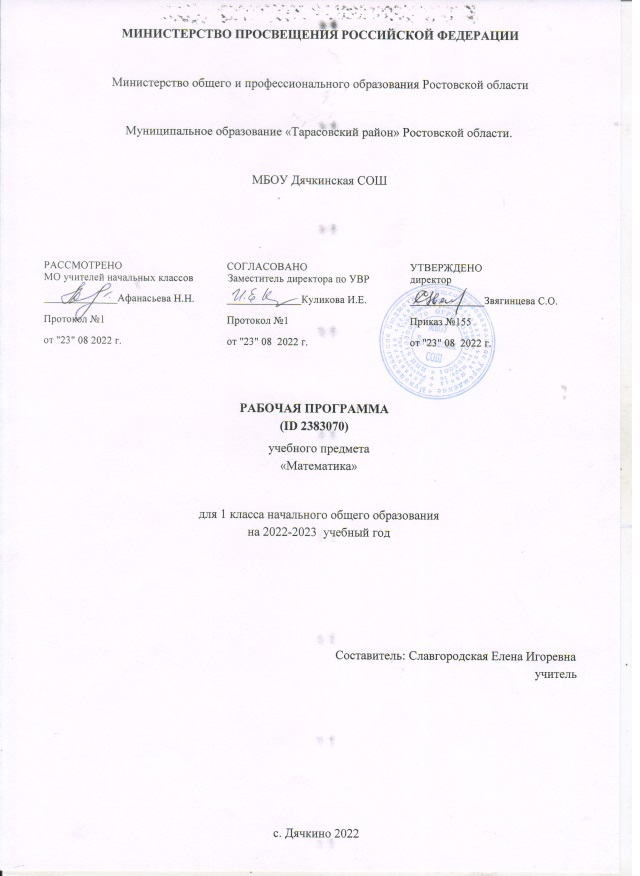 МИНИСТЕРСТВО ПРОСВЕЩЕНИЯ РОССИЙСКОЙ ФЕДЕРАЦИИ
Министерство общего и профессионального образования Ростовской области
Муниципальное образование «Тарасовский район» Ростовской области.
МБОУ Дячкинская СОШ
РАССМОТРЕНО
МО учителей начальных классов
Афанасьева Н.Н.
Протокол №1
от "23" 08 2022 г.
СОГЛАСОВАНО
Заместитель директора по УВР
Куликова И.Е.
Протокол №1
от "23" 08 2022 г.
УТВЕРЖДЕНО
директор
Звягинцева С.О.
Приказ №155
от "23" 08 2022 г.
СОШ
РАБОЧАЯ ПРОГРАММА
(ID 2383070)
учебного предмета
«Математика»
для 1 класса начального общего образования
на 2022-2023 учебный год
Составитель: Славгородская Елена Игоревна
учитель
с. Дячкино 2022